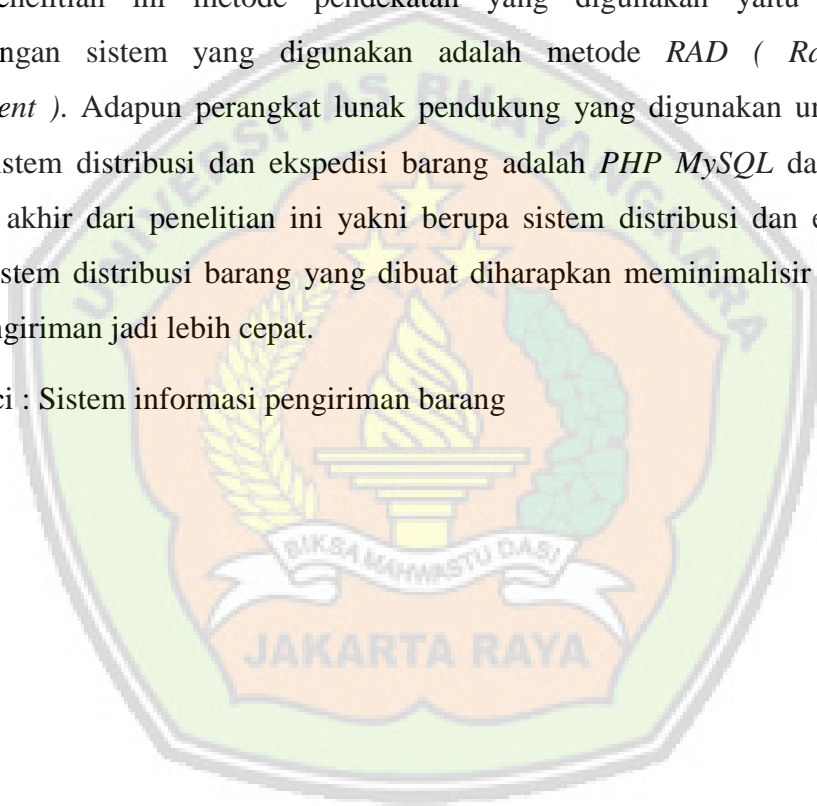 enelitian ini metode pendekatan yang digunakan yaitu
ngan sistem yang digunakan adalah metode RAD ( Ra
ent ). Adapun perangkat lunak pendukung yang digunakan un
istem distribusi dan ekspedisi barang adalah PHP MySQL da
akhir dari penelitian ini yakni berupa sistem distribusi dan e
istem distribusi barang yang dibuat diharapkan meminimalisir
ngiriman jadi lebih cepat.
ci : Sistem informasi pengiriman barang
UNIVERSITAS BHAYANGKARA
BIKSA MAHWASTU DASI
JAKARTA RAYA